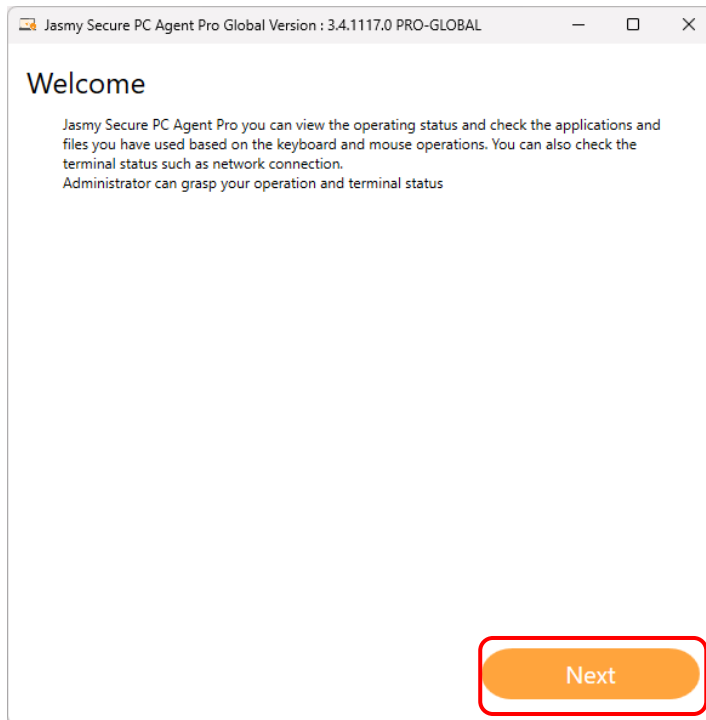 Jasmy Secure PC Agent Pro Global Version : 3.4.1117.0 PRO-GLOBAL
Welcome
Jasmy Secure PC Agent Pro you can view the operating status and check the applications and
files you have used based on the keyboard and mouse operations. You can also check the
terminal status such as network connection.
Administrator can grasp your operation and terminal status
Next